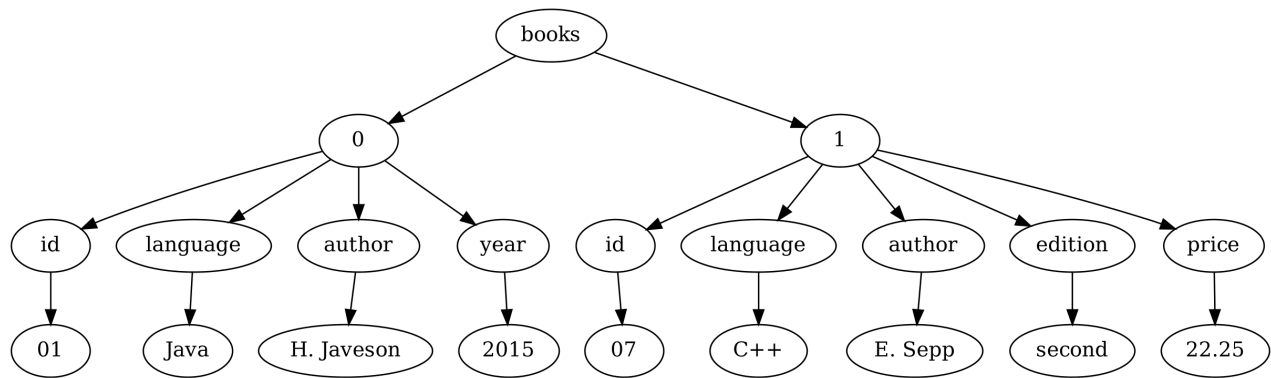 books
0
1
id
language
author
year
id
language
author
edition
price
01
Java
H. Javeson
2015
07
C++
E. Sepp
second
22.25